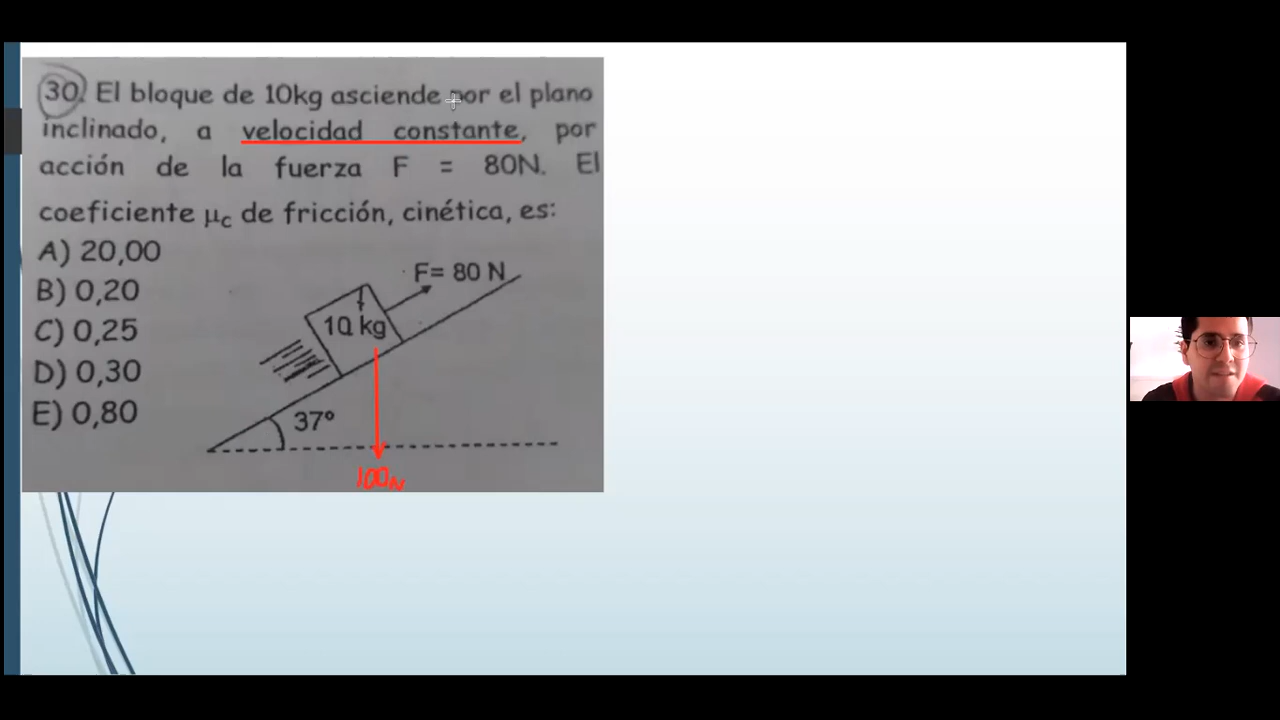 30. El bloque de 10kg asciende por el plano
inclinado, a velocidad constante, por
acción de la fuerza F = 80N. El
coeficiente μc de fricción, cinética, es:
A) 20,00
B) 0,20
C) 0,25
D) 0,30
E) 0,80
F= 80 N
10 kg
37°
100N